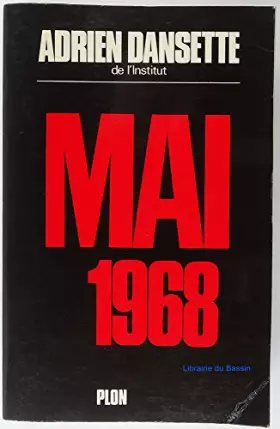 ADRIEN DANSETTE
de l'Institut
MAI
1968
Librairie du Bassin
PLON